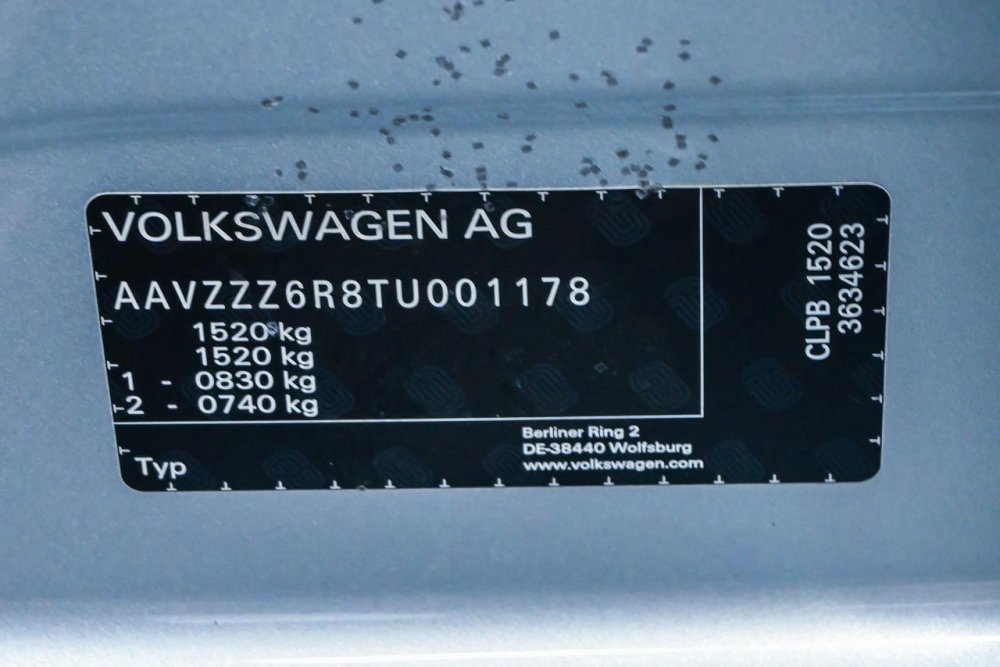 VOLKSWAGEN AG
AAVZZZ6R8TU001178
1520 kg
1520 kg
1 - 0830 kg
2 - 0740 kg
Typ
Berliner Ring 2
DE-38440 Wolfsburg
www.volkswagen.com
CLPB 1520
3634623